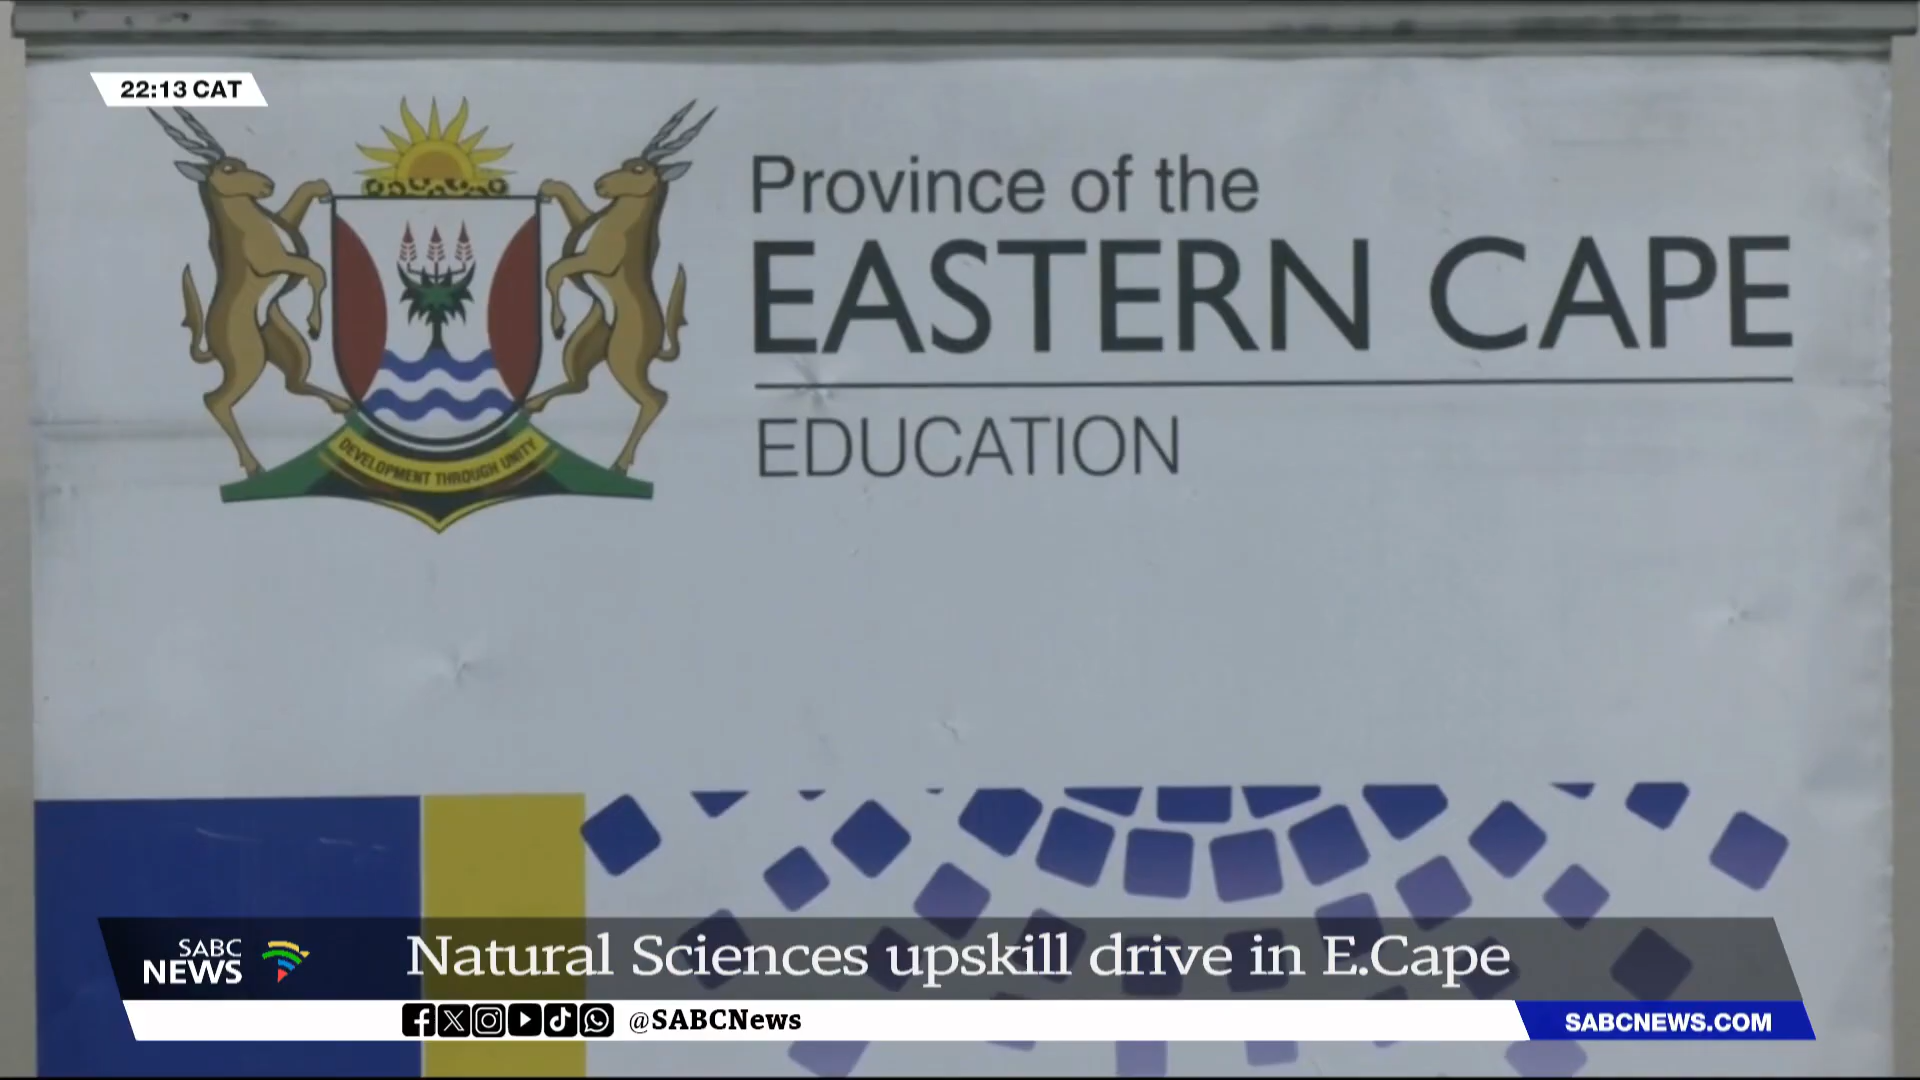 22:13 CAT
Province of the
EASTERN CAPE
EDUCATION
DEVELOPMENT THROUGH UNITY
SABC
NEWS
Natural Sciences upskill drive in E.Cape
@SABCNews
SABCNEWS.COM